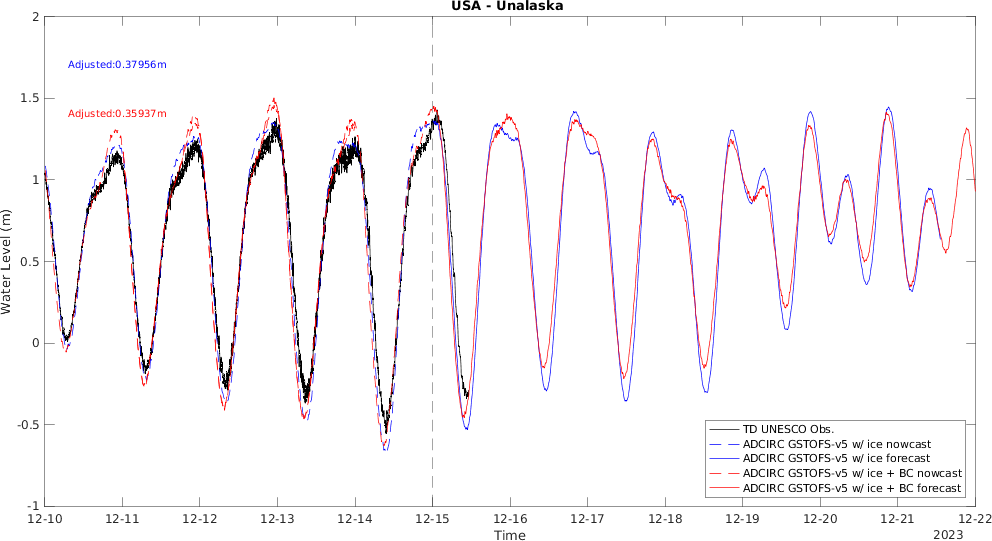 USA - Unalaska
2
1.5
1
0.5
0
-0.5
-1
Water Level (m)
Adjusted:0.37956m
Adjusted:0.35937m
TD UNESCO Obs.
ADCIRC GSTOFS-v5 w/ ice nowcast
ADCIRC GSTOFS-v5 w/ ice forecast
ADCIRC GSTOFS-v5 w/ ice + BC nowcast
ADCIRC GSTOFS-v5 w/ ice + BC forecast
12-10 12-11 12-12 12-13 12-14 12-15 12-16 12-17 12-18 12-19 12-20 12-21 12-22
Time
2023